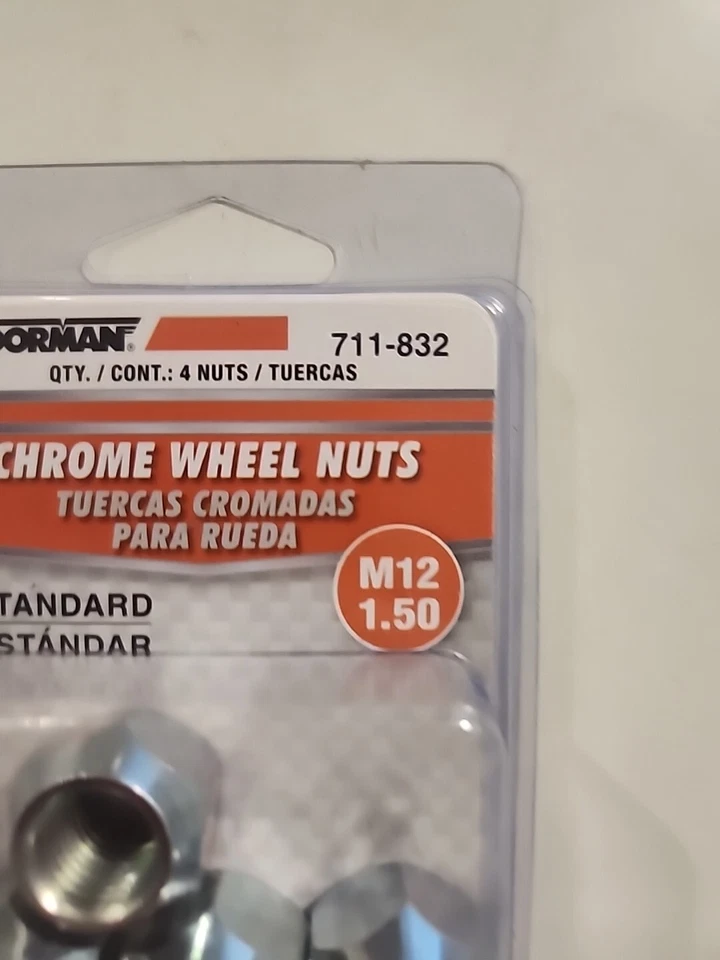 DORMAN®
711-832
QTY. / CONT.: 4 NUTS / TUERCAS
CHROME WHEEL NUTS
TUERCAS CROMADAS
PARA RUEDA
M12
1.50
TANDARD
STÁNDAR